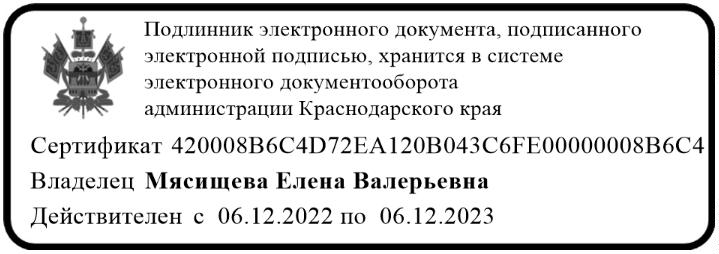 Подлинник электронного документа, подписанного
электронной подписью, хранится в системе
электронного документооборота
администрации Краснодарского края
Сертификат 420008B6C4D72EA120B043C6FE00000008B6C4
Владелец Мясищева Елена Валерьевна
Действителен с 06.12.2022 по 06.12.2023